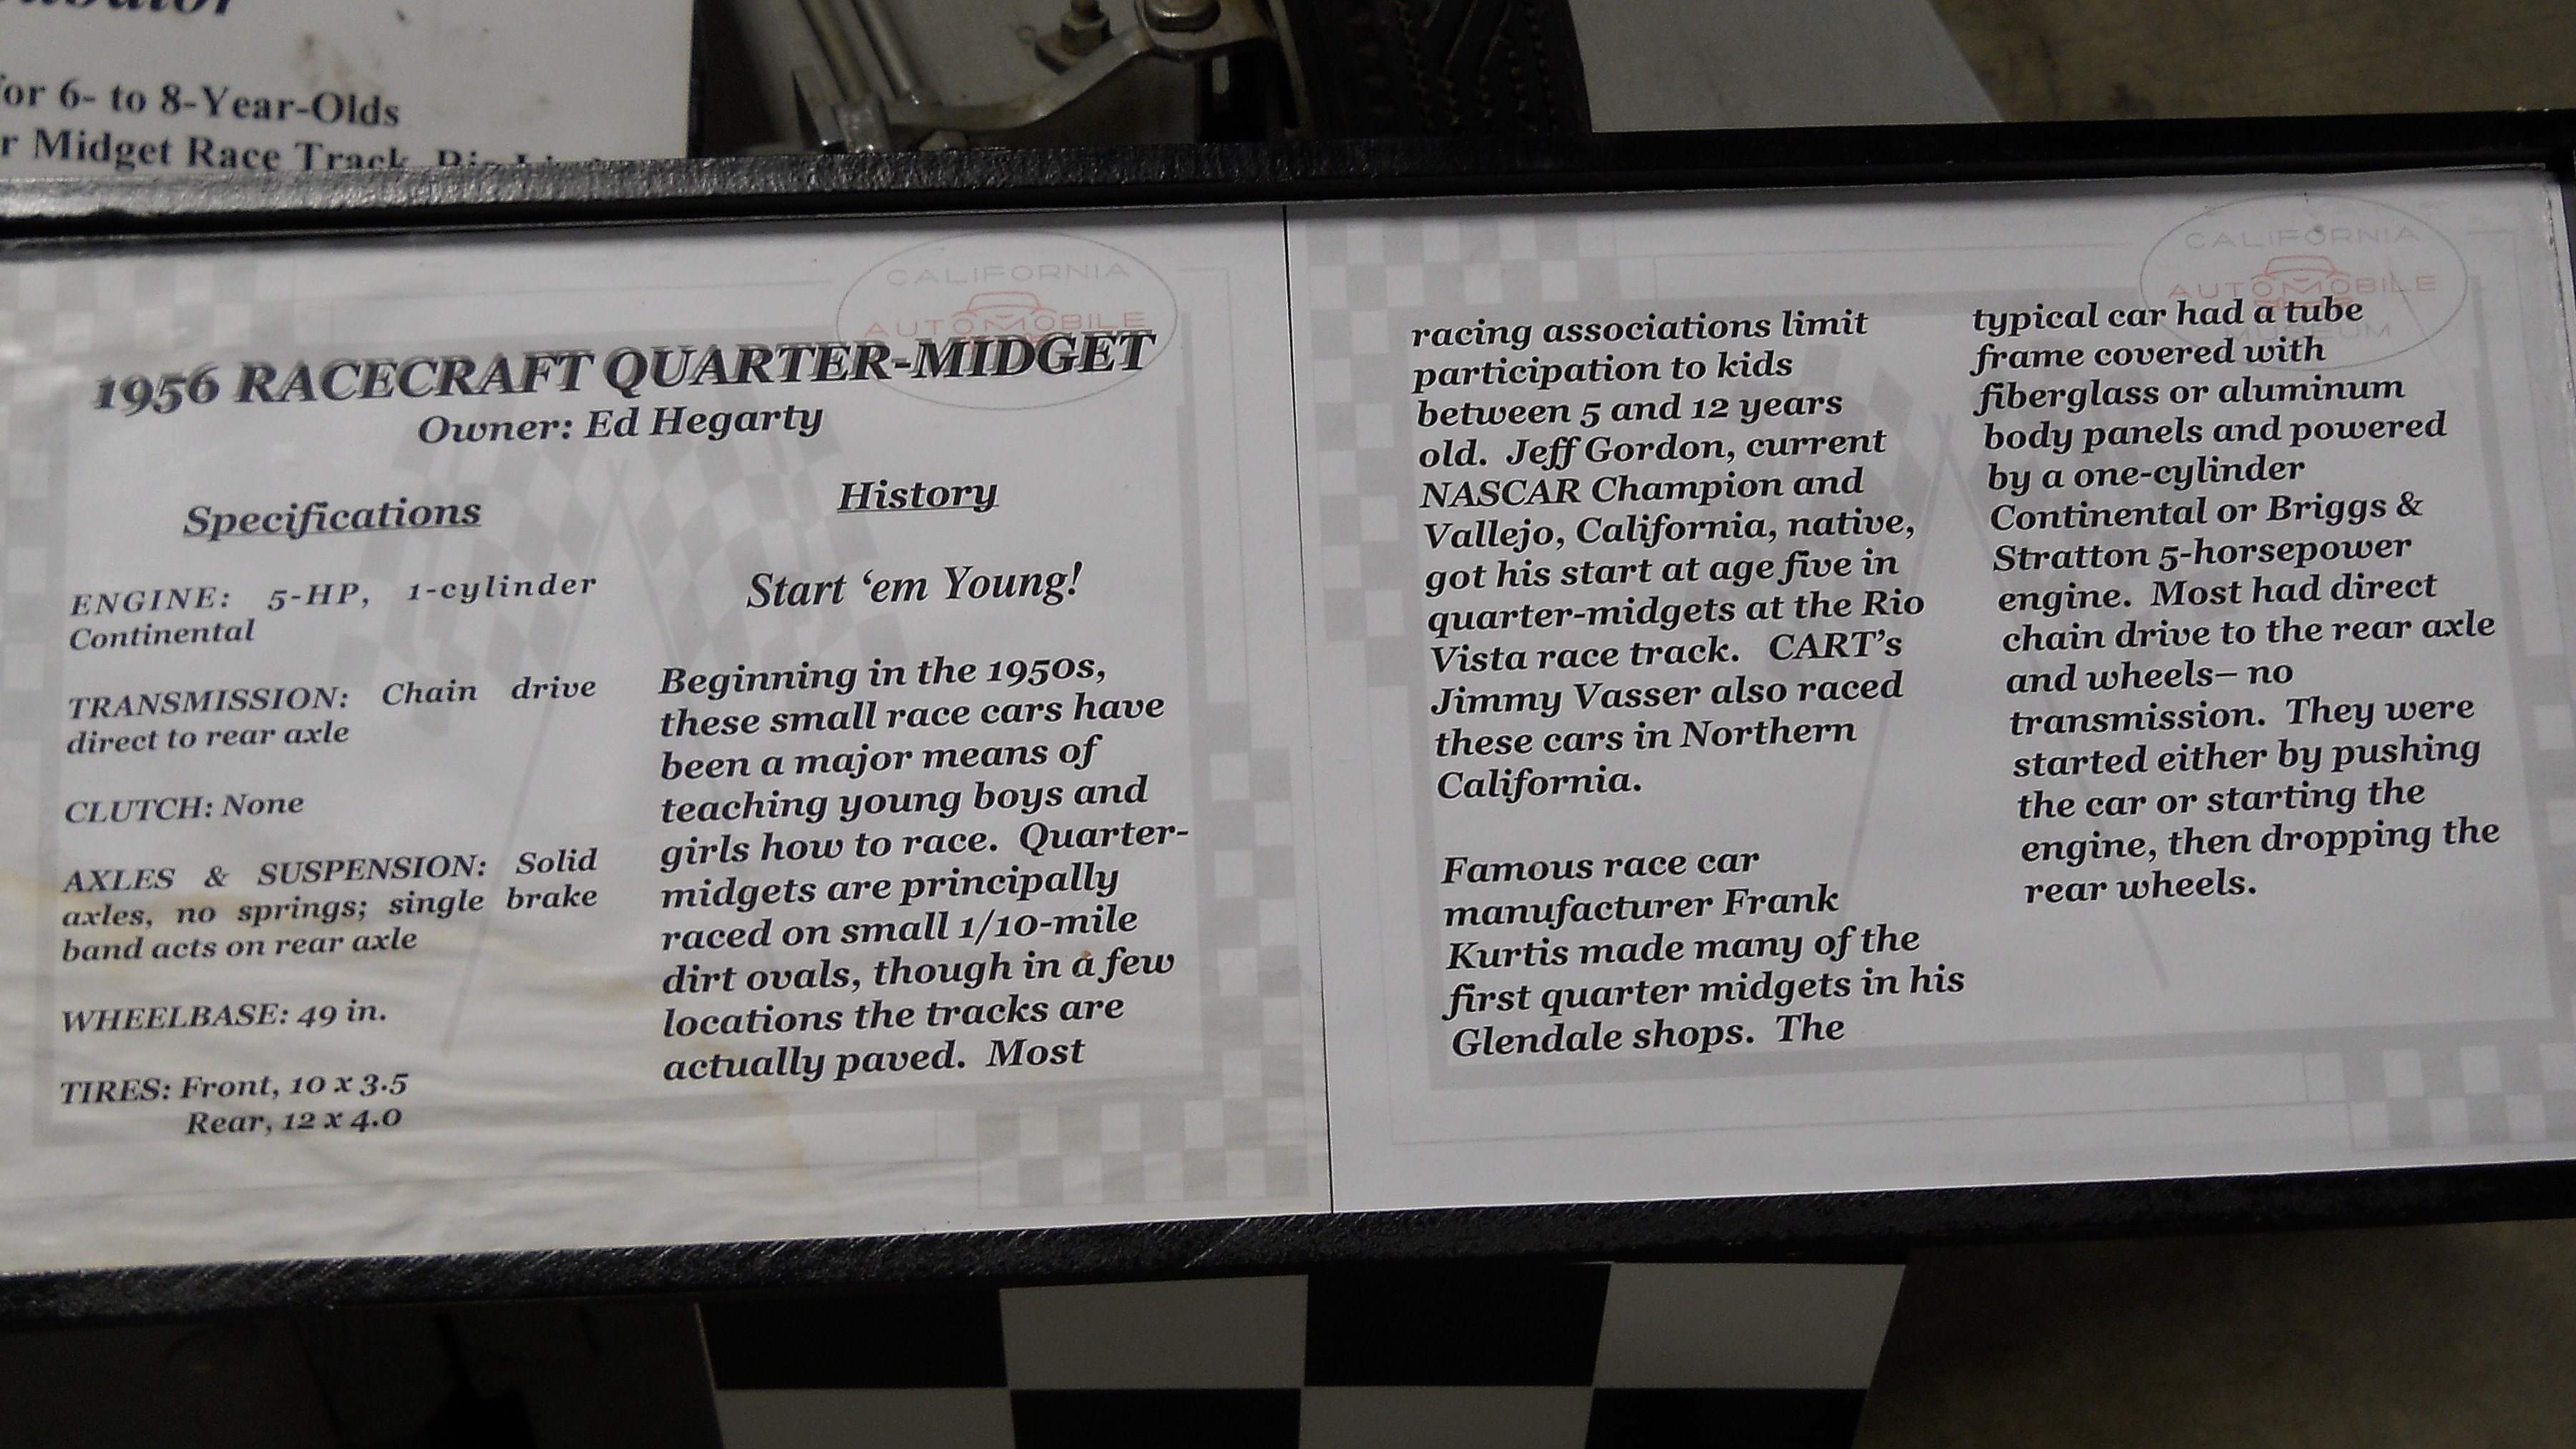 for 6- to 8-Year-Olds
r Midget Race Track,
CALIFORNIA
AUTOMOBILE
1956 RACECRAFT QUARTER-MIDGET
Owner: Ed Hegarty
Specifications
ENGINE: 5-HP, 1-cylinder
Continental
TRANSMISSION: Chain drive
direct to rear axle
CLUTCH: None
AXLES & SUSPENSION: Solid
axles, no springs; single brake
band acts on rear axle
WHEELBASE: 49 in.
TIRES: Front, 10 x 3.5
Rear, 12 x 4.0
History
Start ‘em Young!
Beginning in the 1950s,
these small race cars have
been a major means of
teaching young boys and
girls how to race. Quarter-
midgets are principally
raced on small 1/10-mile
dirt ovals, though in a few
locations the tracks are
actually paved. Most
CALIFORNIA
AUTOMOBILE
MUSEUM
racing associations limit
participation to kids
between 5 and 12 years
old. Jeff Gordon, current
NASCAR Champion and
Vallejo, California, native,
got his start at age five in
quarter-midgets at the Rio
Vista race track. CART’s
Jimmy Vasser also raced
these cars in Northern
California.
Famous race car
manufacturer Frank
Kurtis made many of the
first quarter midgets in his
Glendale shops. The
typical car had a tube
frame covered with
fiberglass or aluminum
body panels and powered
by a one-cylinder
Continental or Briggs &
Stratton 5-horsepower
engine. Most had direct
chain drive to the rear axle
and wheels– no
transmission. They were
started either by pushing
the car or starting the
engine, then dropping the
rear wheels.